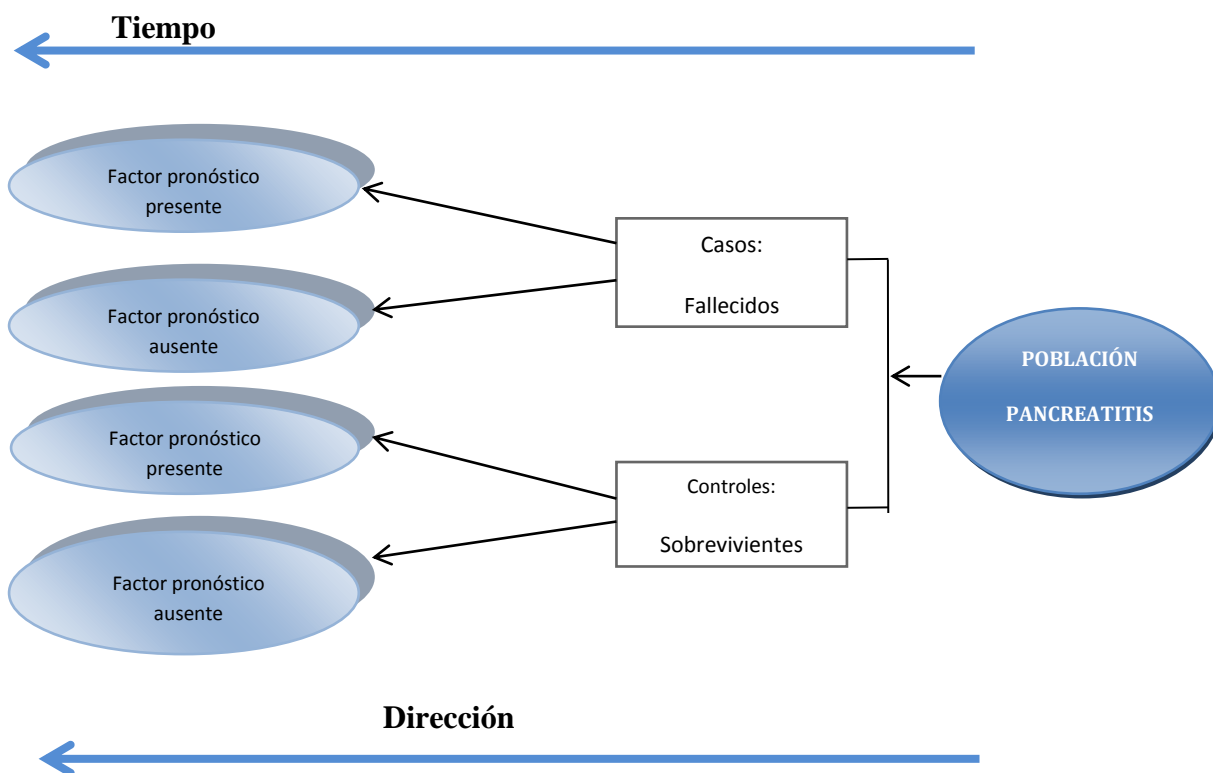 Tiempo
Factor pronóstico
presente
Factor pronóstico
ausente
Factor pronóstico
presente
Factor pronóstico
ausente
Casos:
Fallecidos
Controles:
Sobrevivientes
POBLACIÓN
PANCREATITIS
Dirección